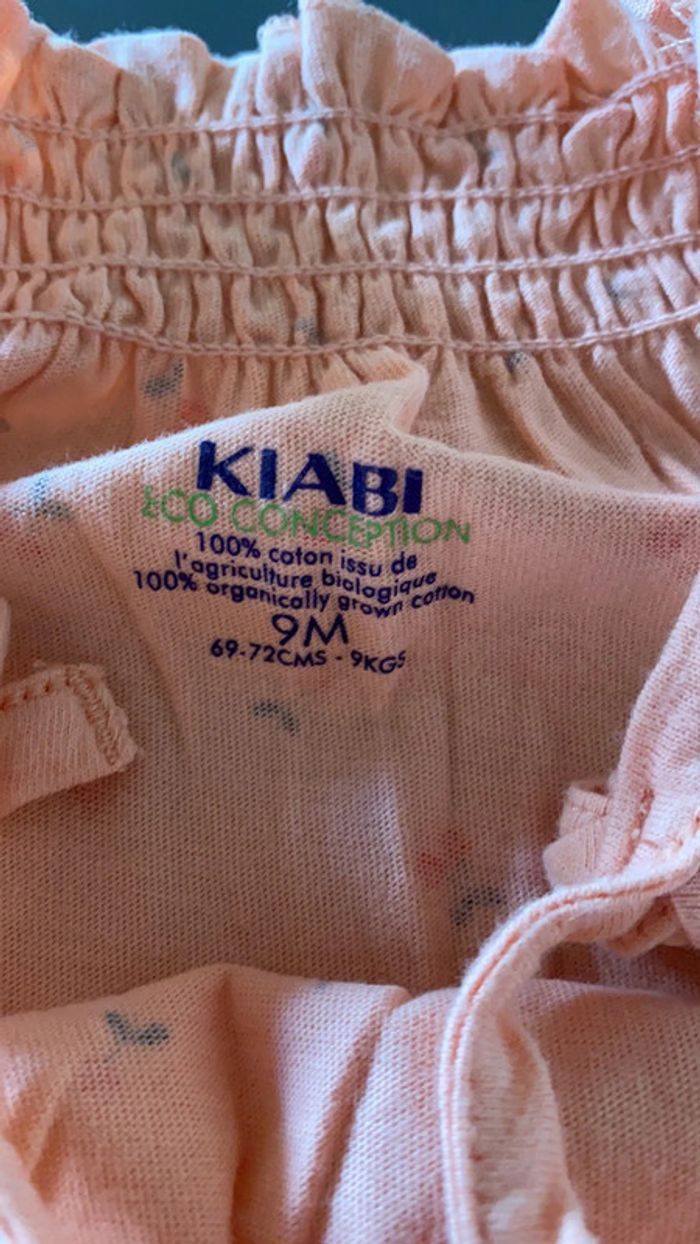 KIABI
ECO CONCEPTION
100% coton issu de
l'agriculture biologique
100% organically grown cotton
9M
69-72CMS - 9KGS